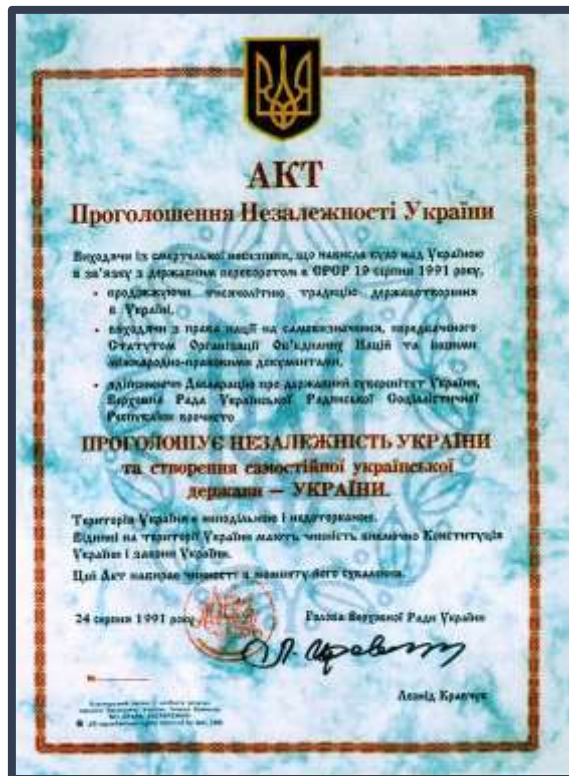 АКТ
Проголошення Незалежності України
Виходячи із смертельної небезпеки, що нависла була над Україною
в зв'язку з державним переворотом в СРСР 19 серпня 1991 року,
• продовжуючи тисячолітню традицію державотворення
в Україні,
• виходячи з права нації на самовизначення, передбаченого
Статутом Організації Об'єднаних Націй та іншими
міжнародно-правовими документами,
• здійснюючи Декларацію про державний суверенітет України,
Верховна Рада Української Радянської Соціалістичної
Республіки урочисто
ПРОГОЛОШУЄ НЕЗАЛЕЖНІСТЬ УКРАЇНИ
та створення самостійної української
держави — УКРАЇНИ.
Територія України є неподільною і недоторканою.
Віднині на території України мають чинність виключно Конституція
України і закони України.
Цей Акт набирає чинності з моменту його схвалення.
24 серпня 1991 року
Голова Верховної Ради України
Леонід Кравчук